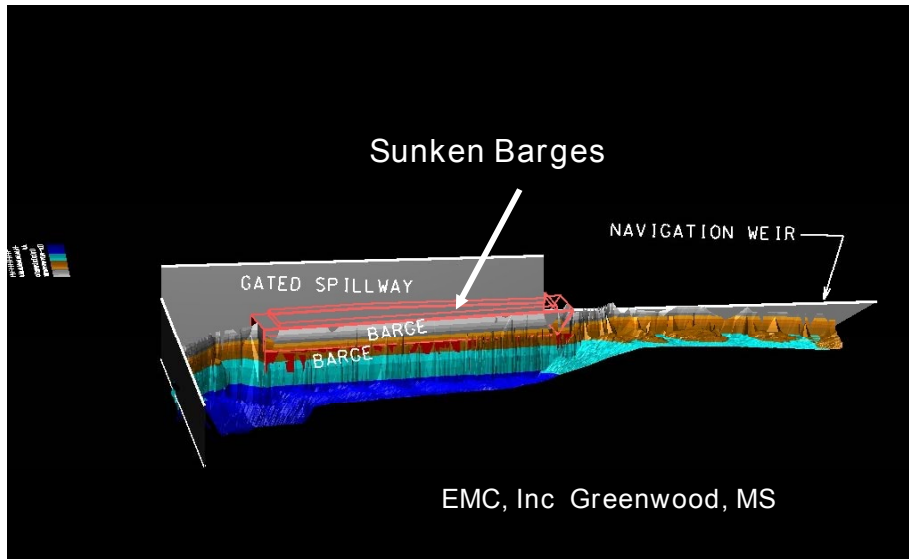 Sunken Barges
NAVIGATION WEIR
GATED SPILLWAY
BARGE
BARGE
EMC, Inc Greenwood, MS